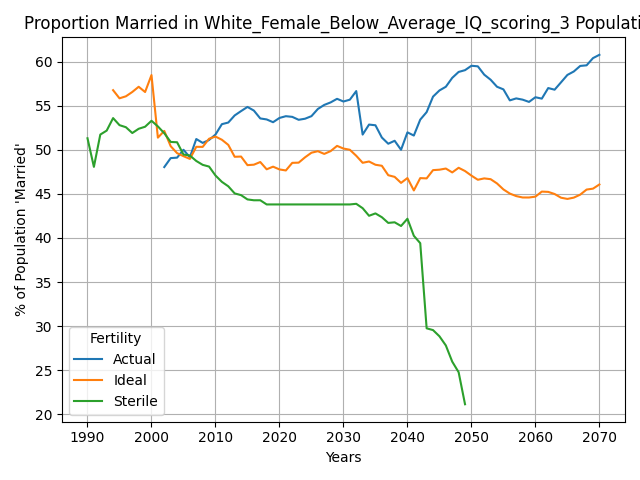 Proportion Married in White_Female_Below_Average_IQ_scoring_3 Populati
% of Population 'Married'
60
55
50
45
40
35
30
25
20
Fertility
Actual
Ideal
Sterile
1990 2000 2010 2020 2030 2040 2050 2060 2070
Years